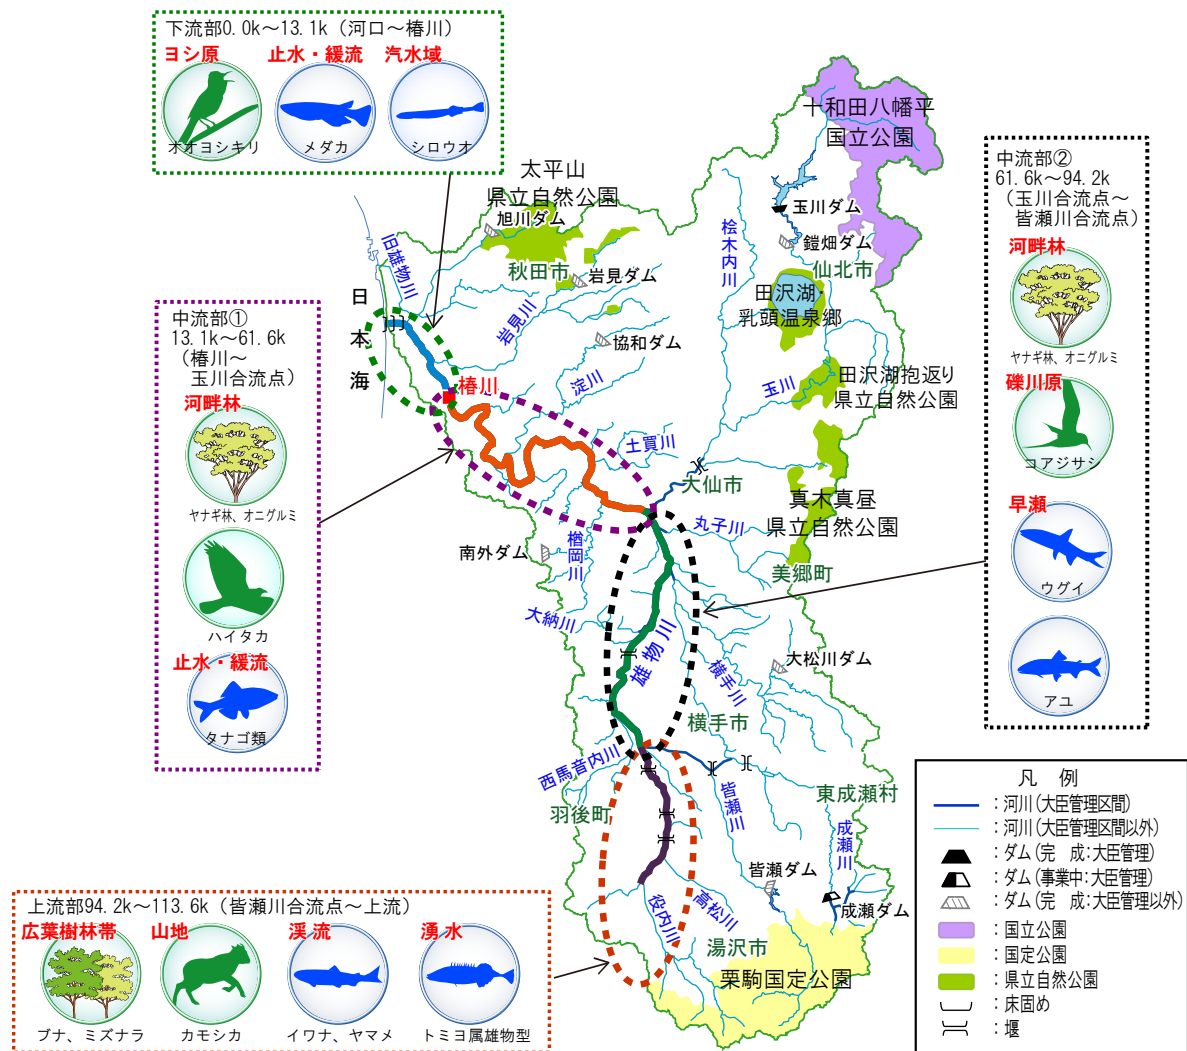 下流部0.0k～13.1k（河口～椿川）
ヨシ原
止水・緩流
汽水域
オオヨシキリ
メダカ
シロウオ
中流部①
13.1k～61.6k
（椿川～
玉川合流点）
河畔林
ヤナギ林、オニグルミ
ハイタカ
止水・緩流
タナゴ類
中流部②
61.6k～94.2k
（玉川合流点～
皆瀬川合流点）
河畔林
ヤナギ林、オニグルミ
礫川原
コアジサシ
早瀬
ウグイ
アユ
上流部94.2k～113.6k（皆瀬川合流点～上流）
広葉樹林帯
山地
渓流
湧水
ブナ、ミズナラ
カモシカ
イワナ、ヤマメ
トミヨ属雄物型
十和田八幡平
国立公園
太平山
県立自然公園
旭川ダム
秋田市
岩見ダム
旧雄物川
日本海
岩見川
協和ダム
椿川
淀川
玉川ダム
鎧畑ダム
仙北市
桧木内川
田沢湖・
乳頭温泉郷
田沢湖抱返り
県立自然公園
玉川
土買川
大仙市
真木真昼
県立自然公園
丸子川
美郷町
南外ダム
楢岡川
大納川
雄物川
横手川
大松川ダム
横手市
西馬音内川
羽後町
皆瀬川
東成瀬村
成瀬川
皆瀬ダム
成瀬ダム
役内川
高松川
湯沢市
栗駒国定公園
凡 例
：河川（大臣管理区間）
：河川（大臣管理区間以外）
：ダム（完 成：大臣管理）
：ダム（事業中：大臣管理）
：ダム（完 成：大臣管理以外）
：国立公園
：国定公園
：県立自然公園
：床固め
：堰